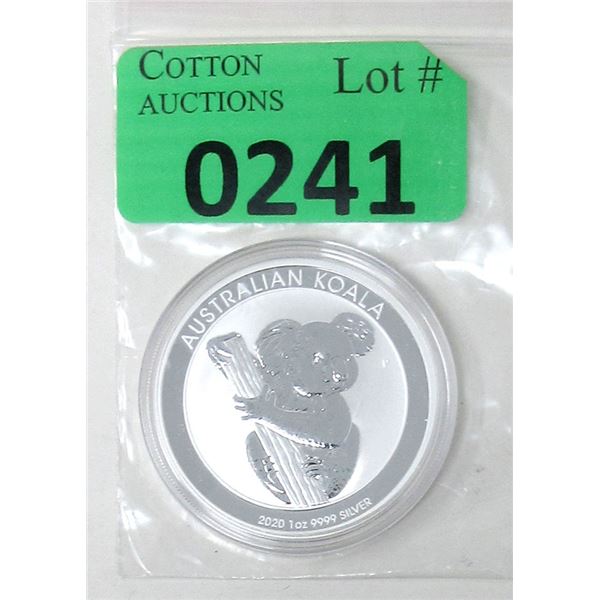 COTTON
AUCTIONS
Lot #
0241
AUSTRALIAN KOALA
2020 1oz 9999 SILVER